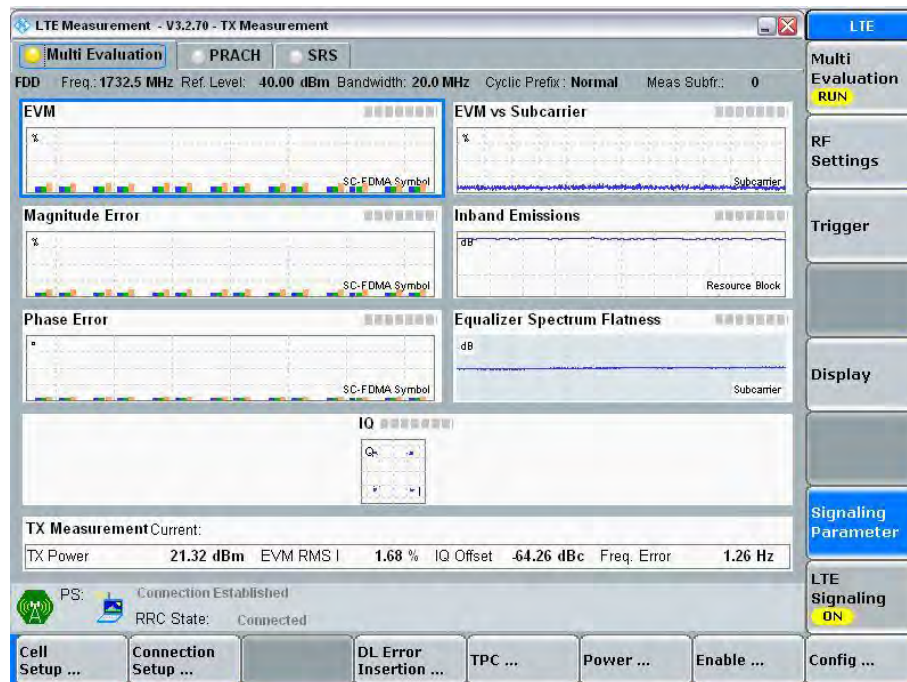 LTE Measurement - V3.2.70 - TX Measurement
LTE
Multi Evaluation PRACH SRS
Multi Evaluation RUN
FDD Freq.: 1732.5 MHz Ref. Level: 40.00 dBm Bandwidth: 20.0 MHz Cyclic Prefix : Normal Meas Subfr.: 0
EVM
%
SC-FDMA Symbol
EVM vs Subcarrier
%
Subcarrier
RF Settings
Magnitude Error
%
SC-FDMA Symbol
Inband Emissions
dB
Resource Block
Trigger
Phase Error
°
SC-FDMA Symbol
Equalizer Spectrum Flatness
dB
Subcarrier
Display
IQ
Q
I
Signaling Parameter
TX Measurement Current:
TX Power 21.32 dBm EVM RMS l 1.68 % IQ Offset -64.26 dBc Freq. Error 1.26 Hz
PS: Connection Established
RRC State: Connected
LTE Signaling ON
Cell Setup ...
Connection Setup ...
DL Error Insertion ...
TPC ...
Power ...
Enable ...
Config ...